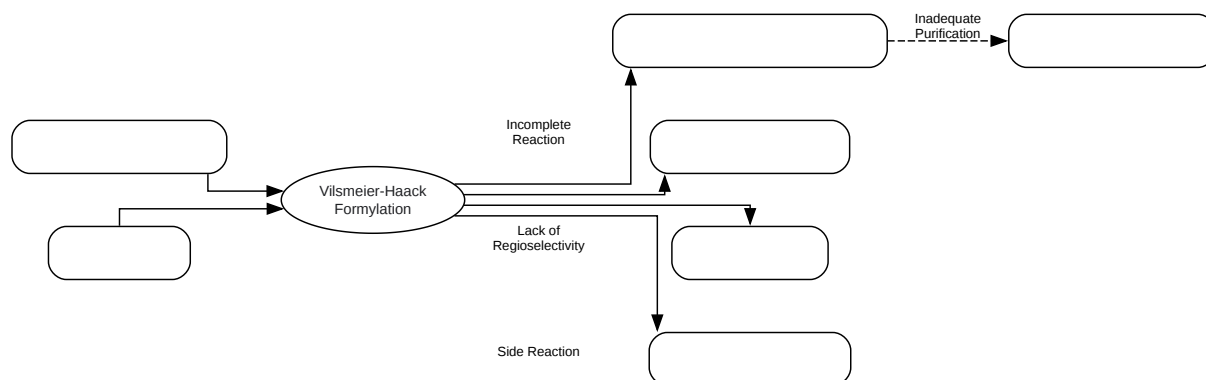 Inadequate
Purification
Incomplete
Reaction
Vilsmeier-Haack
Formylation
Lack of
Regioselectivity
Side Reaction